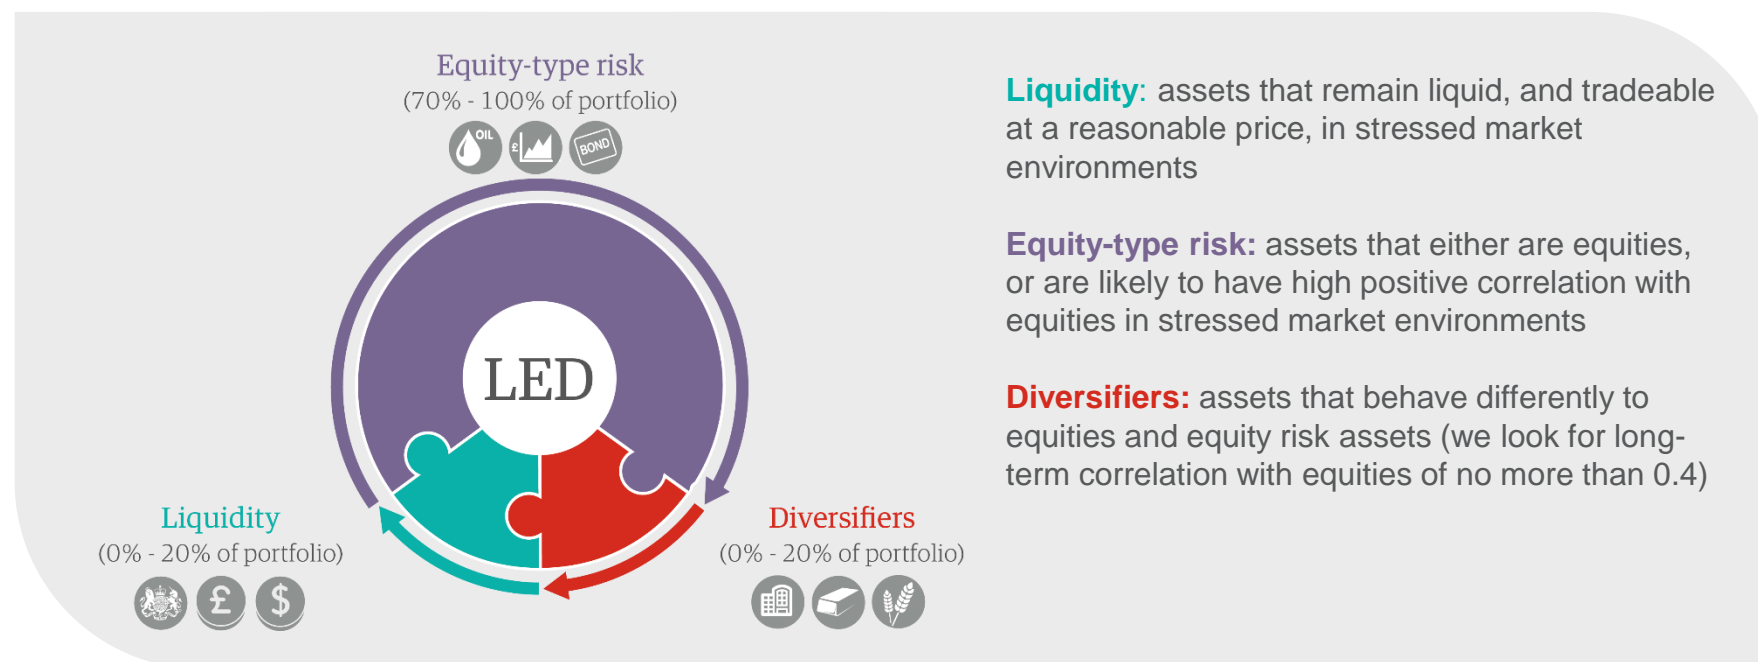 Equity-type risk
(70% - 100% of portfolio)
OIL
£
BOND
LED
Liquidity
(0% - 20% of portfolio)
£
$
Diversifiers
(0% - 20% of portfolio)
Liquidity: assets that remain liquid, and tradeable
at a reasonable price, in stressed market
environments
Equity-type risk: assets that either are equities,
or are likely to have high positive correlation with
equities in stressed market environments
Diversifiers: assets that behave differently to
equities and equity risk assets (we look for long-
term correlation with equities of no more than 0.4)